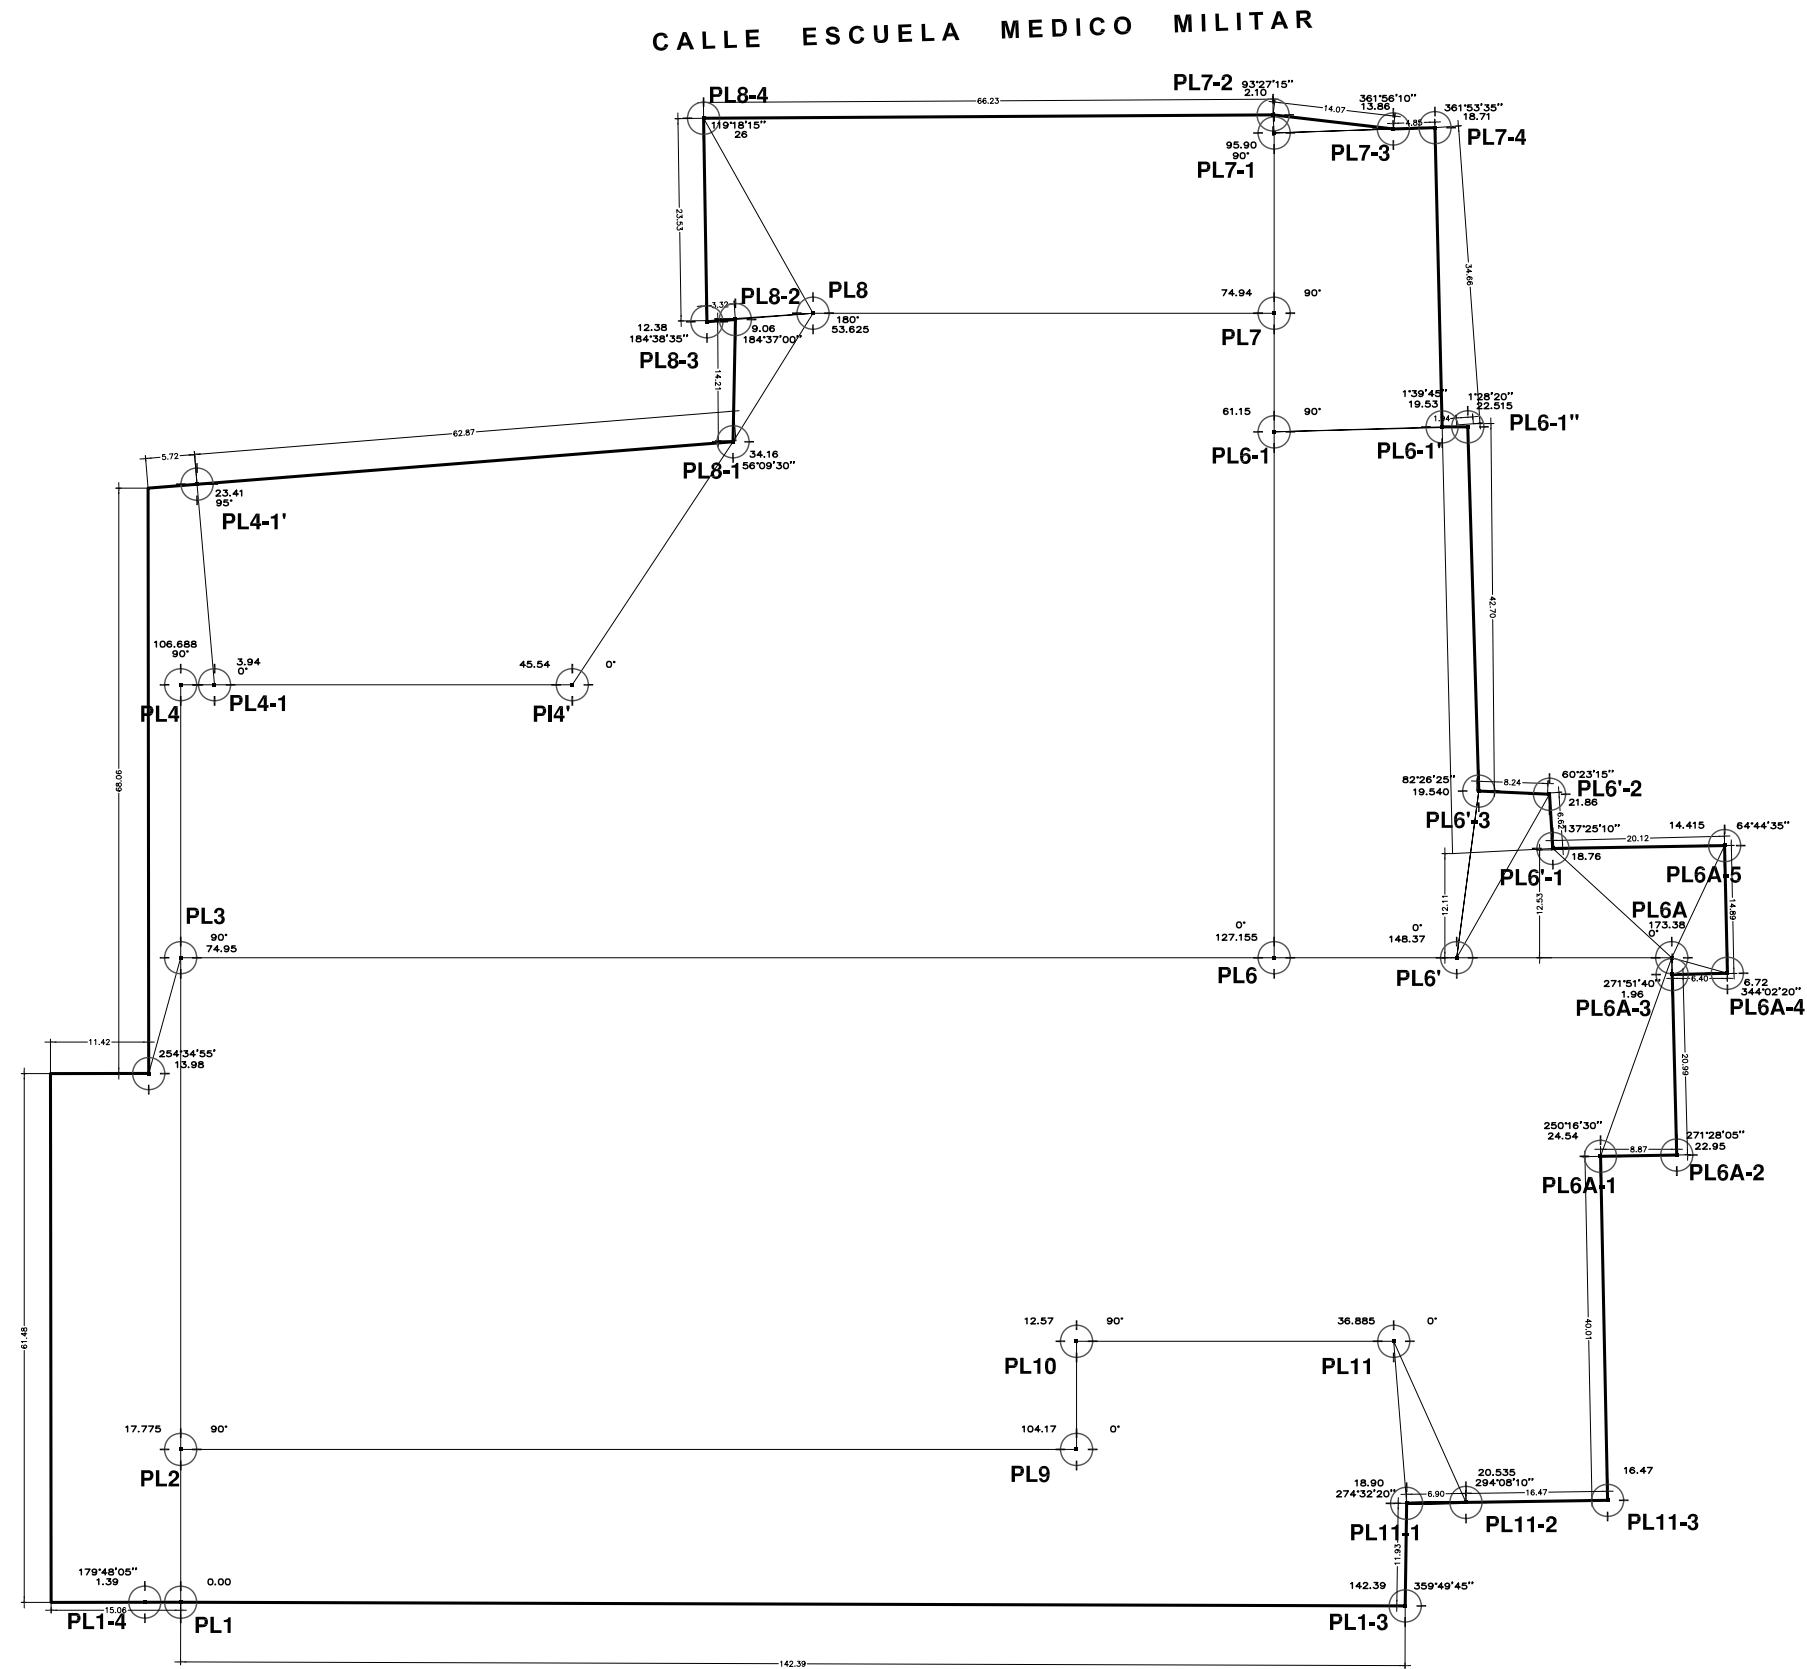 CALLE ESCUELA MEDICO MILITAR
PL8-4
119°18'15"
26
66.23
PL7-2
93°27'15"
2.10
14.07
361°56'10"
13.86
4.85
361°53'35"
18.71
PL7-4
PL7-3
95.90
90°
PL7-1
23.53
34.66
3.32
PL8-2
PL8
180°
53.625
74.94
90°
PL7
12.38
184°38'35"
PL8-3
9.06
184°37'00"
14.21
61.15
90°
PL6-1
1°39'45"
19.53
1.94
1°28'20"
22.515
PL6-1"
PL6-1'
62.87
5.72
PL8-1
34.16
56°09'30"
23.41
95°
PL4-1'
42.70
106.688
90°
3.94
0°
45.54
0°
PL4
PL4-1
Pl4'
68.06
82°26'25"
19.540
8.24
60°23'15"
PL6'-2
21.86
PL6'-3
6.62
137°25'10"
20.12
14.415
64°44'35"
18.76
PL6'-1
PL6A-5
12.11
12.53
14.89
PL3
90°
74.95
0°
127.155
PL6
0°
148.37
PL6'
PL6A
173.38
0°
271°51'40"
1.96
PL6A-3
6.40
6.72
344°02'20"
PL6A-4
11.42
254°34'55'
13.98
20.99
250°16'30"
24.54
8.87
271°28'05"
22.95
PL6A-1
PL6A-2
61.48
40.01
12.57
90°
PL10
36.885
0°
PL11
17.775
90°
PL2
104.17
0°
PL9
18.90
274°32'20"
6.90
20.535
294°08'10"
16.47
16.47
PL11-1
PL11-2
PL11-3
11.93
179°48'05"
1.39
0.00
15.06
PL1-4
PL1
142.39
359°49'45"
PL1-3
142.39